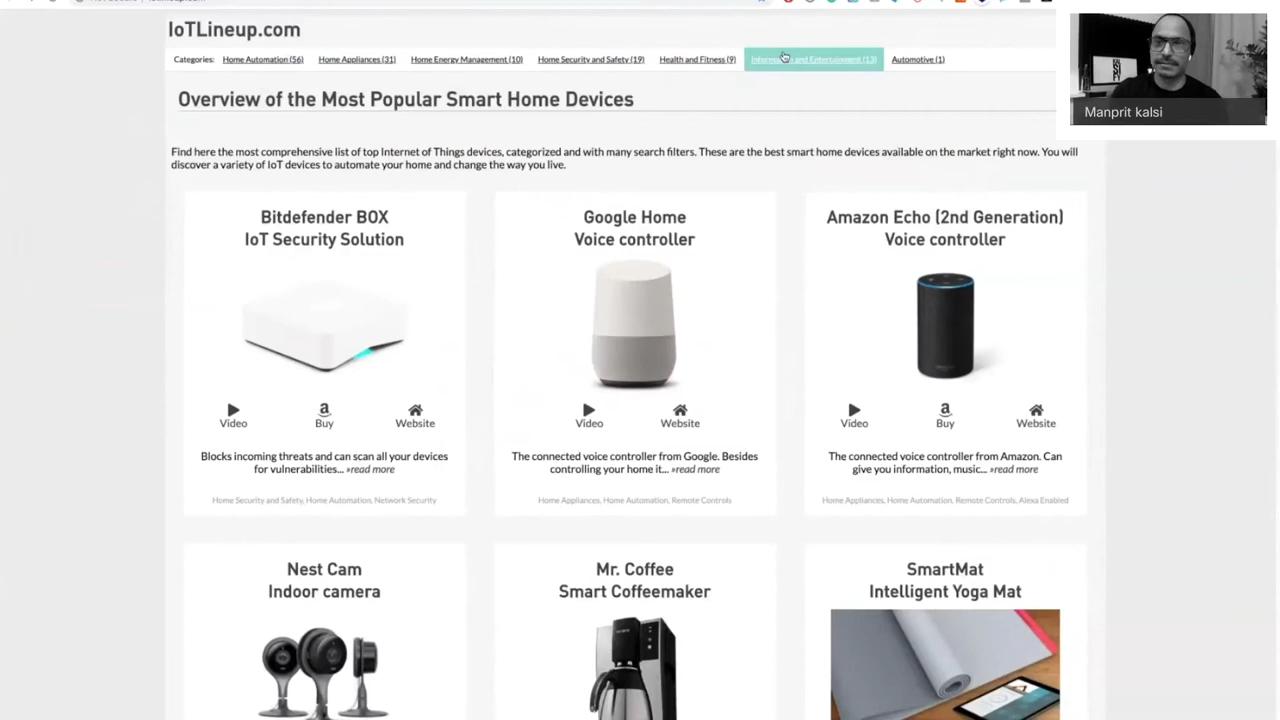 IoTLineup.com
Categories: Home Automation (56) Home Appliances (31) Home Energy Management (10) Home Security and Safety (19) Health and Fitness (9) Information and Entertainment (13) Automotive (1)
Overview of the Most Popular Smart Home Devices
Find here the most comprehensive list of top Internet of Things devices, categorized and with many search filters. These are the best smart home devices available on the market right now. You will
discover a variety of IoT devices to automate your home and change the way you live.
Bitdefender BOX
IoT Security Solution
Video Buy Website
Blocks incoming threats and can scan all your devices
for vulnerabilities... »read more
Home Security and Safety, Home Automation, Network Security
Google Home
Voice controller
Video Website
The connected voice controller from Google. Besides
controlling your home it... »read more
Home Appliances, Home Automation, Remote Controls
Amazon Echo (2nd Generation)
Voice controller
Video Buy Website
The connected voice controller from Amazon. Can
give you information, music... »read more
Home Appliances, Home Automation, Remote Controls, Alexa Enabled
Nest Cam
Indoor camera
Mr. Coffee
Smart Coffeemaker
SmartMat
Intelligent Yoga Mat
Manprit kalsi